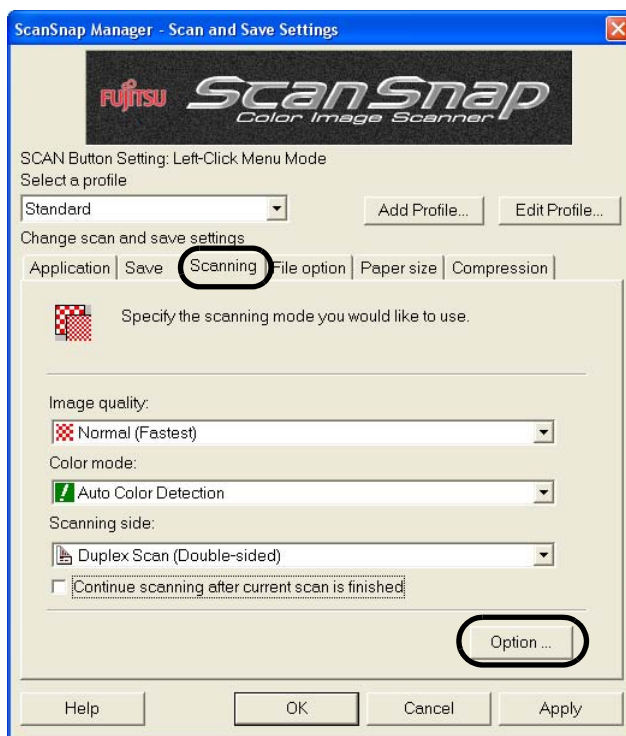 ScanSnap Manager - Scan and Save Settings
FUJITSU ScanSnap
Color Image Scanner
SCAN Button Setting: Left-Click Menu Mode
Select a profile
Standard Add Profile... Edit Profile...
Change scan and save settings
Application Save Scanning File option Paper size Compression
Specify the scanning mode you would like to use.
Image quality:
Normal (Fastest)
Color mode:
Auto Color Detection
Scanning side:
Duplex Scan (Double-sided)
Continue scanning after current scan is finished
Option ...
Help OK Cancel Apply